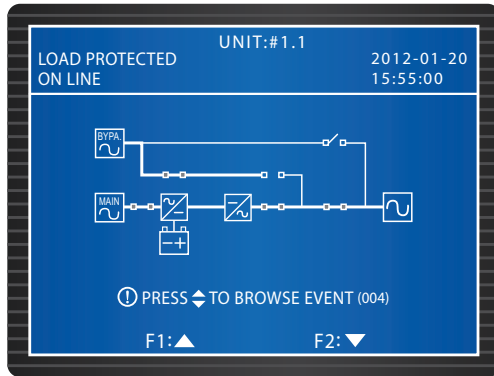 UNIT:#1.1
LOAD PROTECTED
2012-01-20
ON LINE
15:55:00
BYPA.
MAIN
PRESS TO BROWSE EVENT (004)
F1:
F2: